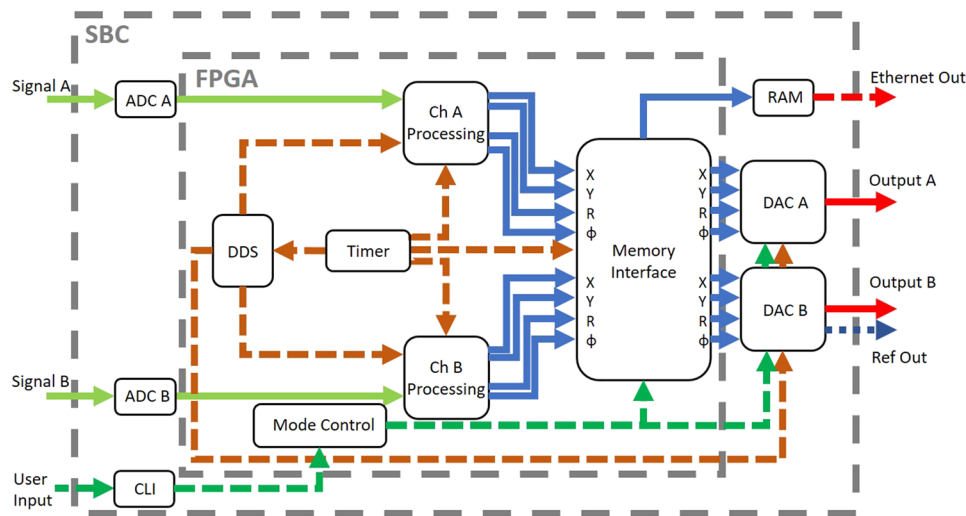 SBC
Signal A
ADC A
FPGA
Ch A
Processing
RAM
Ethernet Out
X
Y
R
ϕ
X
Y
R
ϕ
DAC A
Output A
DDS
Timer
Memory
Interface
X
Y
R
ϕ
X
Y
R
ϕ
DAC B
Output B
Ref Out
Signal B
ADC B
Ch B
Processing
Mode Control
User
Input
CLI